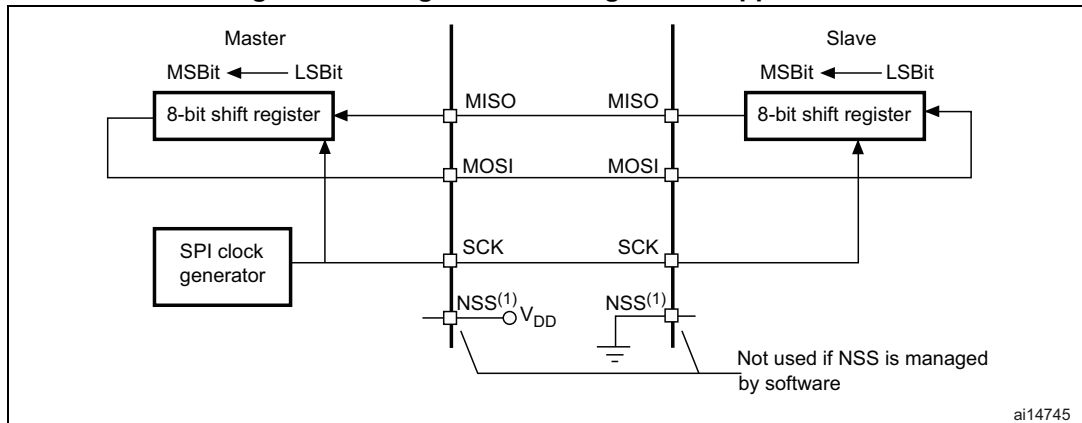 Master
Slave
MSBit LSBit
MSBit LSBit
8-bit shift register
MISO
MISO
8-bit shift register
MOSI
MOSI
SPI clock
generator
SCK
SCK
NSS(1)
VDD
NSS(1)
Not used if NSS is managed
by software
ai14745